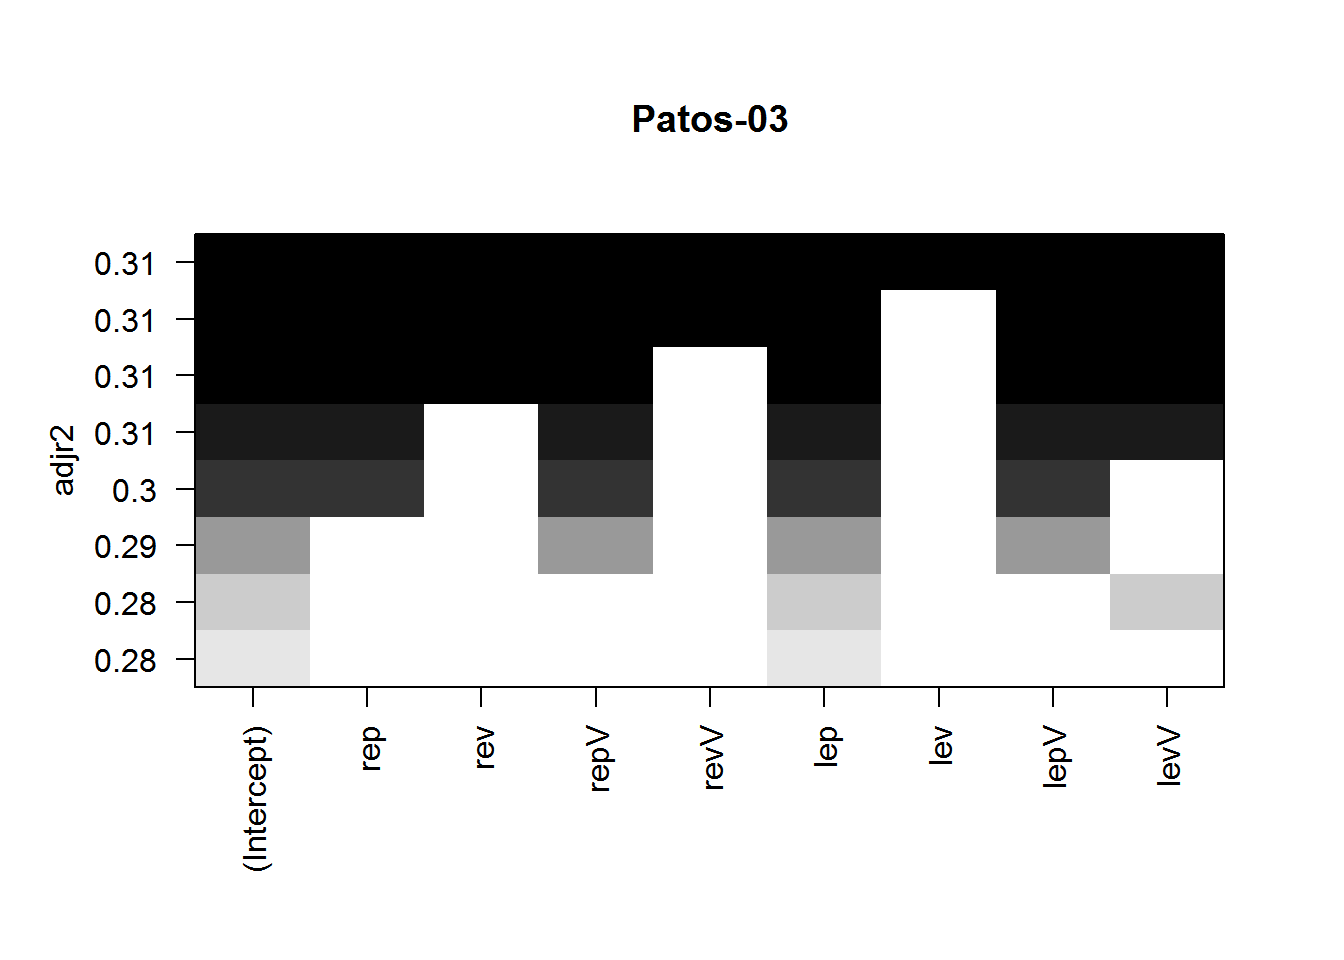 Patos-03
adjr2
0.31
0.31
0.31
0.31
0.3
0.29
0.28
0.28
(Intercept)
rep
rev
repV
revV
lep
lev
lepV
levV